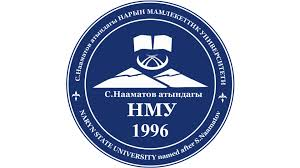 С.Нааматов атындагы НАРЫН МАМЛЕКЕТТИК УНИВЕРСИТЕТИ
С.Нааматов атындагы
НМУ
1996
NARYN STATE UNIVERSITY named after S.Naamatov